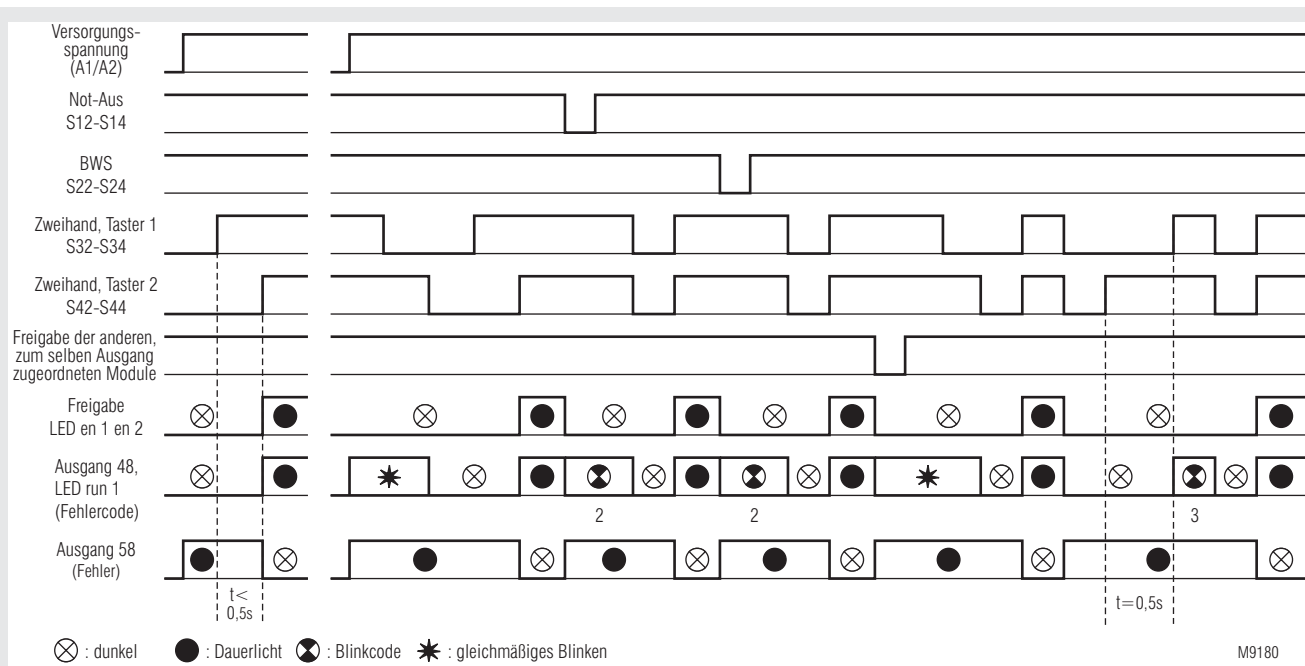 Versorgungs-
spannung
(A1/A2)
Not-Aus
S12-S14
BWS
S22-S24
Zweihand, Taster 1
S32-S34
Zweihand, Taster 2
S42-S44
Freigabe der anderen,
zum selben Ausgang
zugeordneten Module
Freigabe
LED en 1 en 2
Ausgang 48,
LED run 1
(Fehlercode)
2
2
3
Ausgang 58
(Fehler)
t<
0,5s
t=0,5s
: dunkel : Dauerlicht : Blinkcode : gleichmäßiges Blinken
M9180